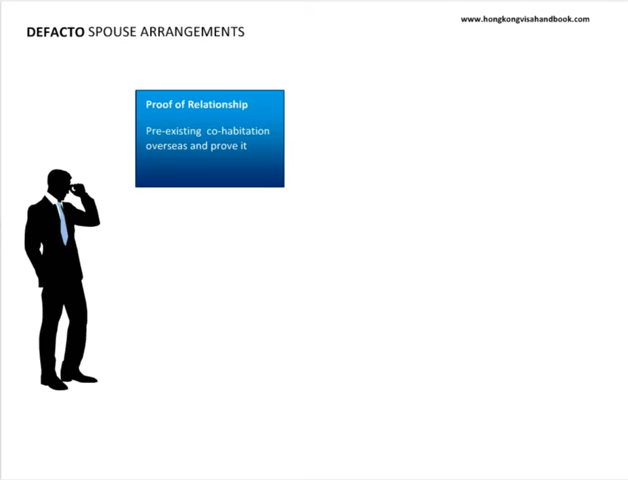 www.hongkongvisahandbook.com
DEFACTO SPOUSE ARRANGEMENTS
Proof of Relationship
Pre-existing co-habitation
overseas and prove it